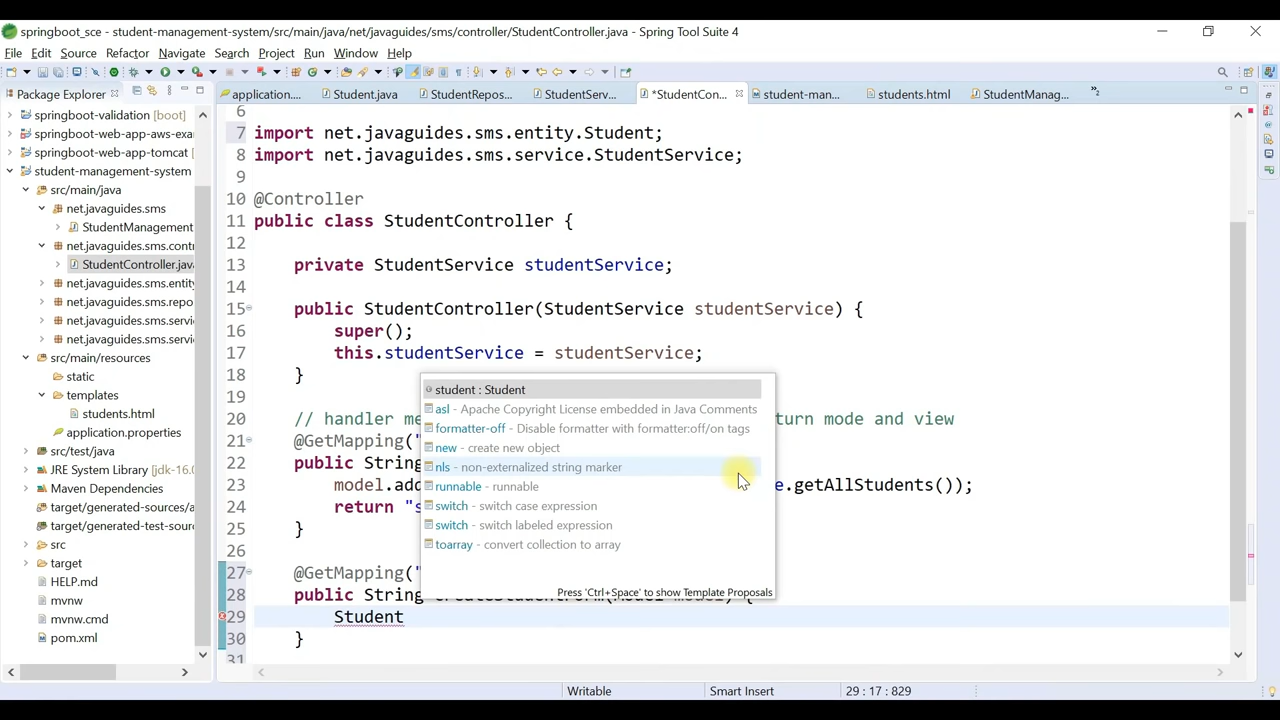 springboot_sce - student-management-system/src/main/java/net/javaguides/sms/controller/StudentController.java - Spring Tool Suite 4
File Edit Source Refactor Navigate Search Project Run Window Help
Package Explorer
application....
Student.java
StudentRepos...
StudentServ...
*StudentCon...
student-man...
students.html
StudentManag...
springboot-validation [boot]
springboot-web-app-aws-exa
springboot-web-app-tomcat
student-management-system
src/main/java
net.javaguides.sms
StudentManagement
net.javaguides.sms.cont
StudentController.java
net.javaguides.sms.entit
net.javaguides.sms.repo
net.javaguides.sms.servi
net.javaguides.sms.servi
src/main/resources
static
templates
students.html
application.properties
src/test/java
JRE System Library [jdk-16.0
Maven Dependencies
target/generated-sources/a
target/generated-test-sourc
src
target
HELP.md
mvnw
mvnw.cmd
pom.xml
6
7 import net.javaguides.sms.entity.Student;
8 import net.javaguides.sms.service.StudentService;
9
10 @Controller
11 public class StudentController {
12
13 private StudentService studentService;
14
15 public StudentController(StudentService studentService) {
16 super();
17 this.studentService = studentService;
18 }
19
20 // handler me turn mode and view
21 @GetMapping("
22 public String
23 model.add e.getAllStudents());
24 return "s
25 }
26
27 @GetMapping("
28 public String createStudentForm(Model model) {
29 Student
30 }
31
student : Student
asl - Apache Copyright License embedded in Java Comments
formatter-off - Disable formatter with formatter:off/on tags
new - create new object
nls - non-externalized string marker
runnable - runnable
switch - switch case expression
switch - switch labeled expression
toarray - convert collection to array
Press 'Ctrl+Space' to show Template Proposals
Writable
Smart Insert
29 : 17 : 829